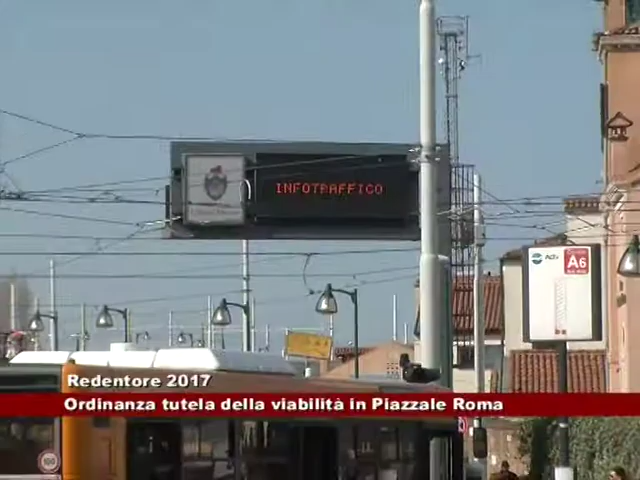 INFOTRAFFICO
A6
Redentore 2017
Ordinanza tutela della viabilità in Piazzale Roma